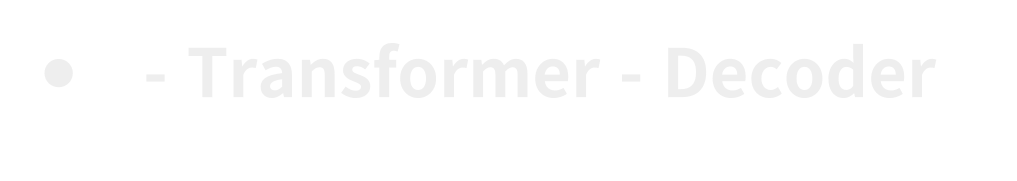 ● - Transformer - Decoder